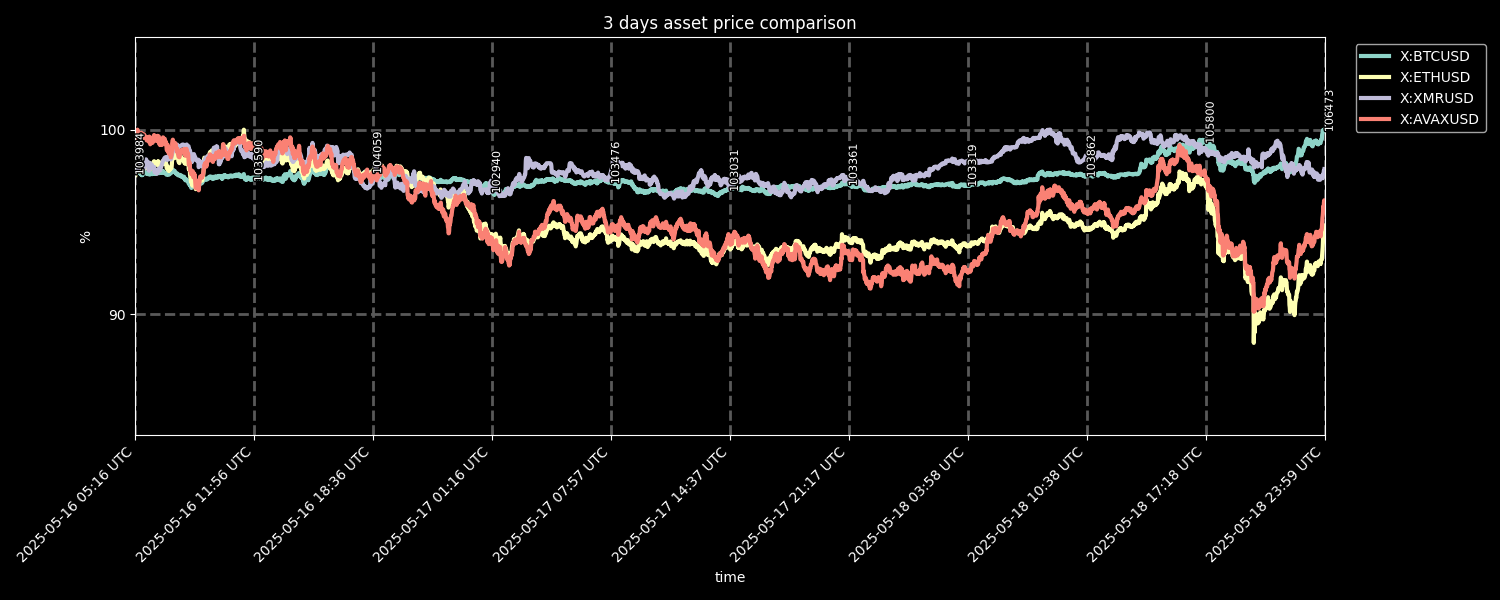 3 days asset price comparison
X:BTCUSD
X:ETHUSD
X:XMRUSD
X:AVAXUSD
100
90
%
103984
103590
104059
102940
103476
103031
103361
103319
103862
105800
106473
2025-05-16 05:16 UTC
2025-05-16 11:56 UTC
2025-05-16 18:36 UTC
2025-05-17 01:16 UTC
2025-05-17 07:57 UTC
2025-05-17 14:37 UTC
2025-05-17 21:17 UTC
2025-05-18 03:58 UTC
2025-05-18 10:38 UTC
2025-05-18 17:18 UTC
2025-05-18 23:59 UTC
time